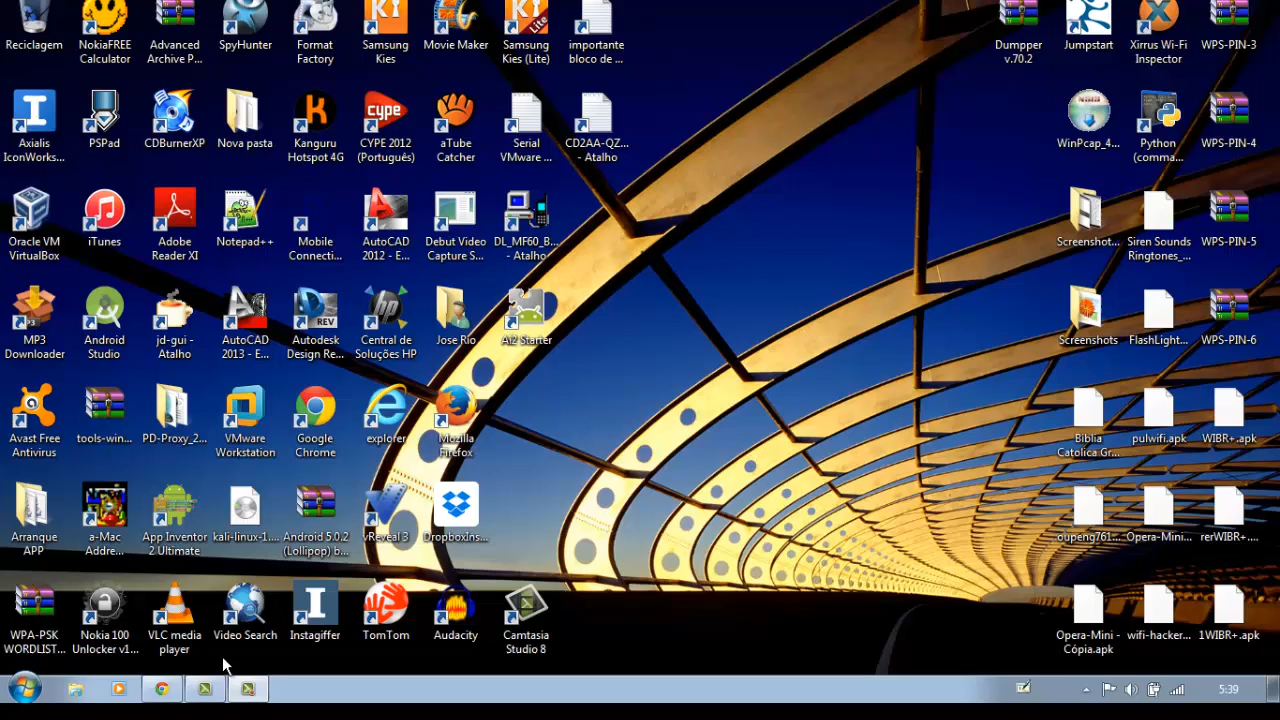 Reciclagem
NokiaFREE
Calculator
Advanced
Archive P...
SpyHunter
Format
Factory
Samsung
Kies
Movie Maker
Samsung
Kies (Lite)
importante
bloco de ...
Dumpper
v.70.2
Jumpstart
Xirrus Wi-Fi
Inspector
WPS-PIN-3
Axialis
IconWorks...
PSPad
CDBurnerXP
Nova pasta
Kanguru
Hotspot 4G
CYPE 2012
(Português)
aTube
Catcher
Serial
VMware ...
CD2AA-QZ...
- Atalho
WinPcap_4...
Python
(comma...
WPS-PIN-4
Oracle VM
VirtualBox
iTunes
Adobe
Reader XI
Notepad++
Mobile
Connecti...
AutoCAD
2012 - E...
Debut Video
Capture S...
DL_MF60_B...
- Atalho
Screenshot...
Siren Sounds
Ringtones_...
WPS-PIN-5
MP3
Downloader
Android
Studio
jd-gui -
Atalho
AutoCAD
2013 - E...
Autodesk
Design Re...
Central de
Soluções HP
Jose Rio
Ai2 Starter
Screenshots
FlashLight...
WPS-PIN-6
Avast Free
Antivirus
tools-win...
PD-Proxy_2...
VMware
Workstation
Google
Chrome
explorer
Mozilla
Firefox
Biblia
Catolica Gr...
pulwifi.apk
WIBR+.apk
Arranque
APP
a-Mac
Addre...
App Inventor
2 Ultimate
kali-linux-1....
Android 5.0.2
(Lollipop) b...
vReveal 3
DropboxIns...
oupeng761...
Opera-Mini...
rerWIBR+....
WPA-PSK
WORDLIST...
Nokia 100
Unlocker v1...
VLC media
player
Video Search
Instagiffer
TomTom
Audacity
Camtasia
Studio 8
Opera-Mini -
Cópia.apk
wifi-hacker...
1WIBR+.apk
5:39